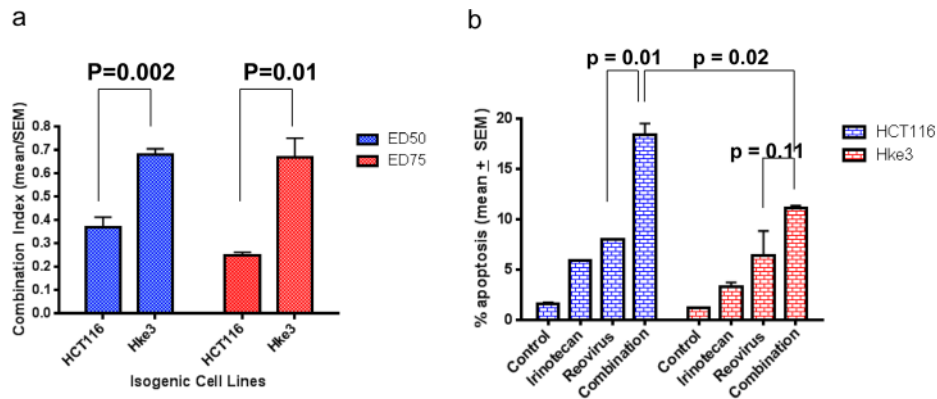 a
P=0.002
P=0.01
Combination Index (mean/SEM)
0.8
0.7
0.6
0.5
0.4
0.3
0.2
0.1
0.0
HCT116
Hke3
HCT116
Hke3
Isogenic Cell Lines
ED50
ED75
b
p = 0.01
p = 0.02
p = 0.11
% apoptosis (mean + SEM)
20
15
10
5
0
Control
Irinotecan
Reovirus
Combination
Control
Irinotecan
Reovirus
Combination
HCT116
Hke3